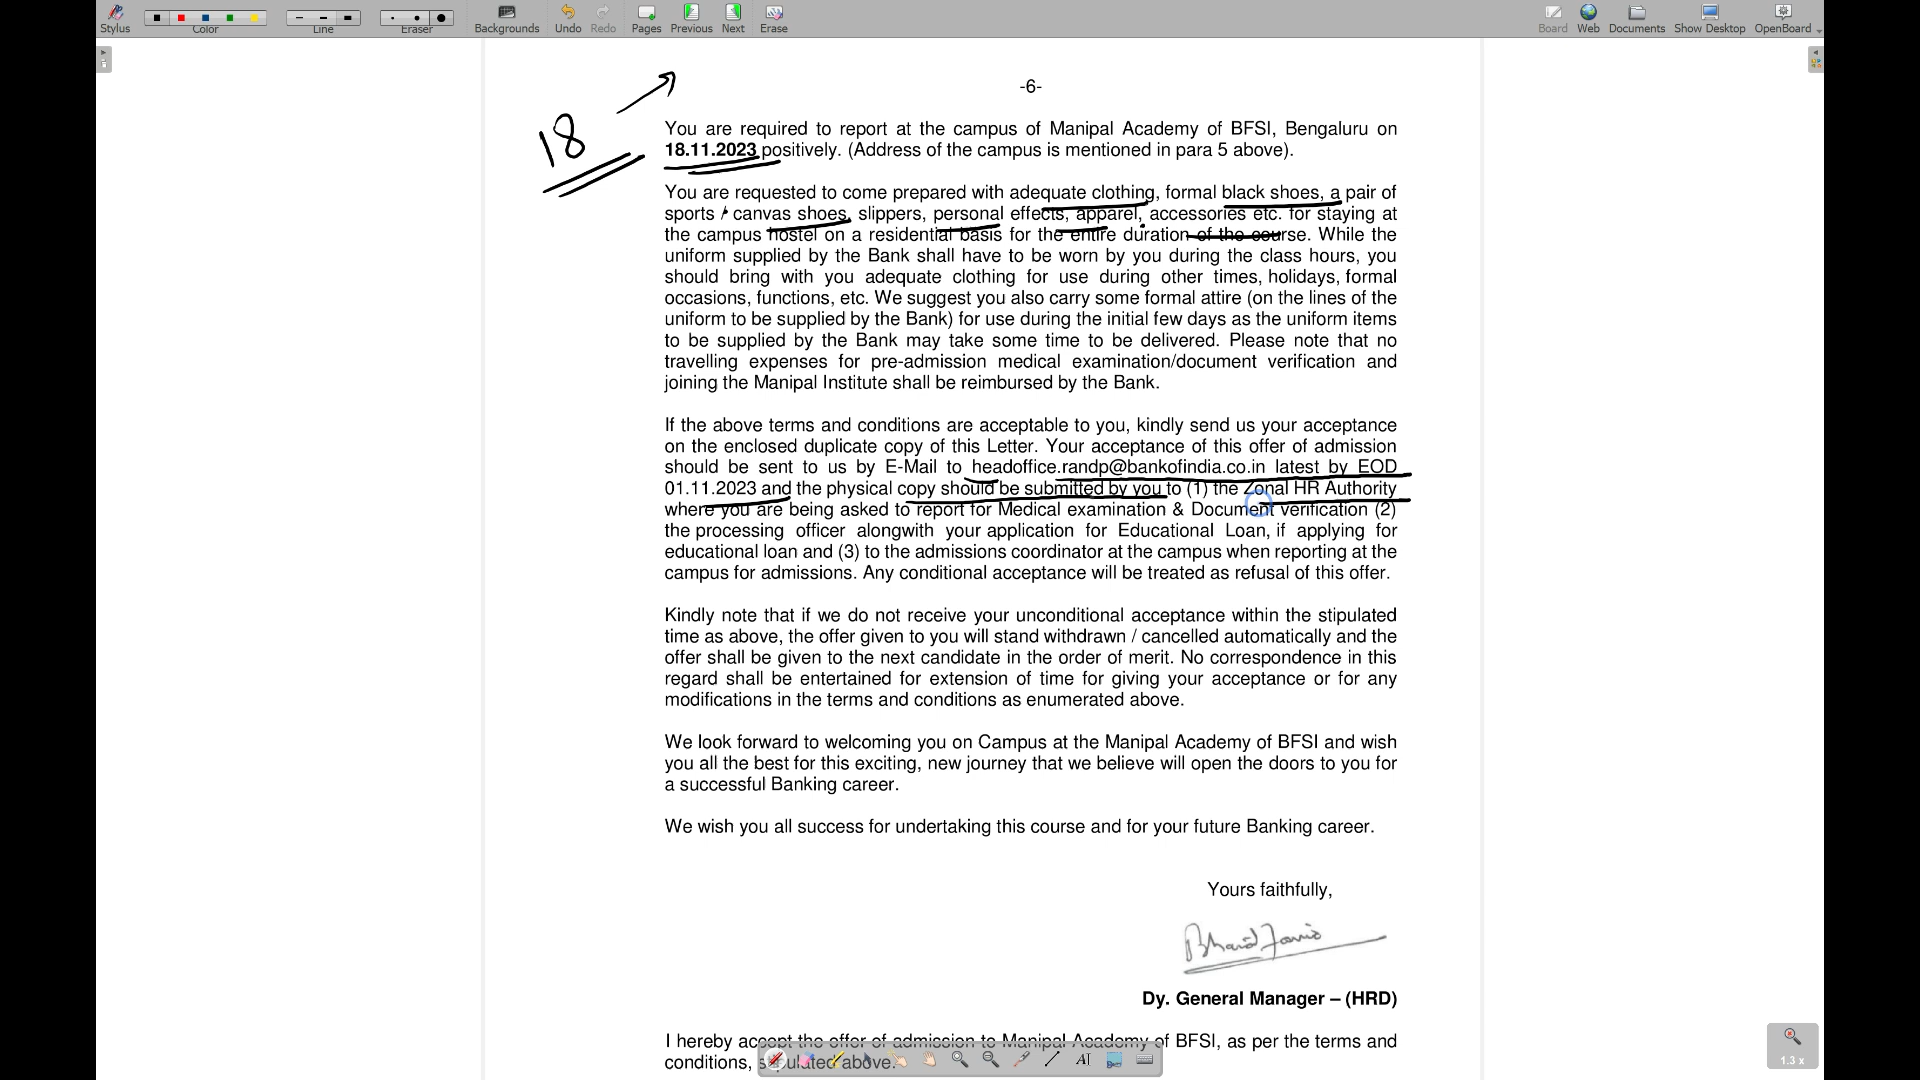 Stylus Color Line Eraser Backgrounds Undo Redo Pages Previous Next Erase Board Web Documents Show Desktop OpenBoard
-6-
18
You are required to report at the campus of Manipal Academy of BFSI, Bengaluru on
18.11.2023 positively. (Address of the campus is mentioned in para 5 above).
You are requested to come prepared with adequate clothing, formal black shoes, a pair of
sports / canvas shoes, slippers, personal effects, apparel, accessories etc. for staying at
the campus hostel on a residential basis for the entire duration of the course. While the
uniform supplied by the Bank shall have to be worn by you during the class hours, you
should bring with you adequate clothing for use during other times, holidays, formal
occasions, functions, etc. We suggest you also carry some formal attire (on the lines of the
uniform to be supplied by the Bank) for use during the initial few days as the uniform items
to be supplied by the Bank may take some time to be delivered. Please note that no
travelling expenses for pre-admission medical examination/document verification and
joining the Manipal Institute shall be reimbursed by the Bank.
If the above terms and conditions are acceptable to you, kindly send us your acceptance
on the enclosed duplicate copy of this Letter. Your acceptance of this offer of admission
should be sent to us by E-Mail to headoffice.randp@bankofindia.co.in latest by EOD
01.11.2023 and the physical copy should be submitted by you to (1) the Zonal HR Authority
where you are being asked to report for Medical examination & Document verification (2)
the processing officer alongwith your application for Educational Loan, if applying for
educational loan and (3) to the admissions coordinator at the campus when reporting at the
campus for admissions. Any conditional acceptance will be treated as refusal of this offer.
Kindly note that if we do not receive your unconditional acceptance within the stipulated
time as above, the offer given to you will stand withdrawn / cancelled automatically and the
offer shall be given to the next candidate in the order of merit. No correspondence in this
regard shall be entertained for extension of time for giving your acceptance or for any
modifications in the terms and conditions as enumerated above.
We look forward to welcoming you on Campus at the Manipal Academy of BFSI and wish
you all the best for this exciting, new journey that we believe will open the doors to you for
a successful Banking career.
We wish you all success for undertaking this course and for your future Banking career.
Yours faithfully,
Dy. General Manager – (HRD)
I hereby accept the offer of admission to Manipal Academy of BFSI, as per the terms and
conditions, stipulated above.
1.3 x